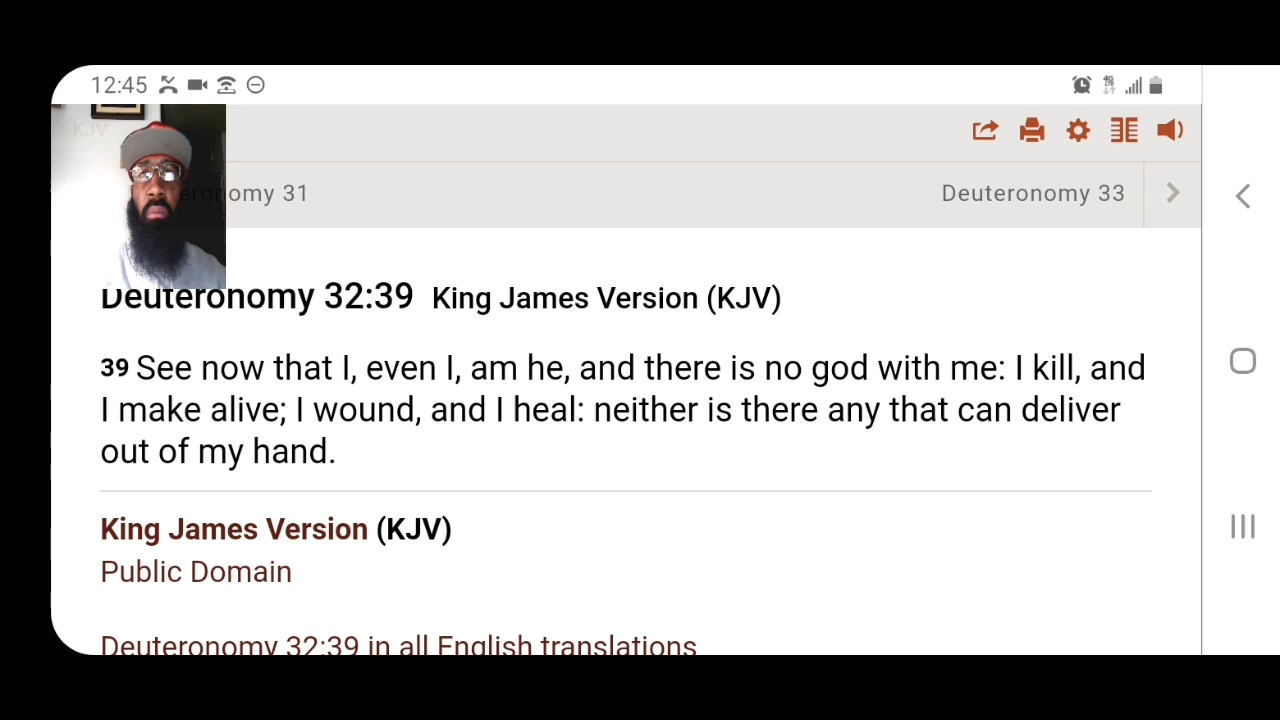 12:45
KJV
eronomy 31
Deuteronomy 33
Deuteronomy 32:39 King James Version (KJV)
39 See now that I, even I, am he, and there is no god with me: I kill, and
I make alive; I wound, and I heal: neither is there any that can deliver
out of my hand.
King James Version (KJV)
Public Domain
Deuteronomy 32:39 in all English translations